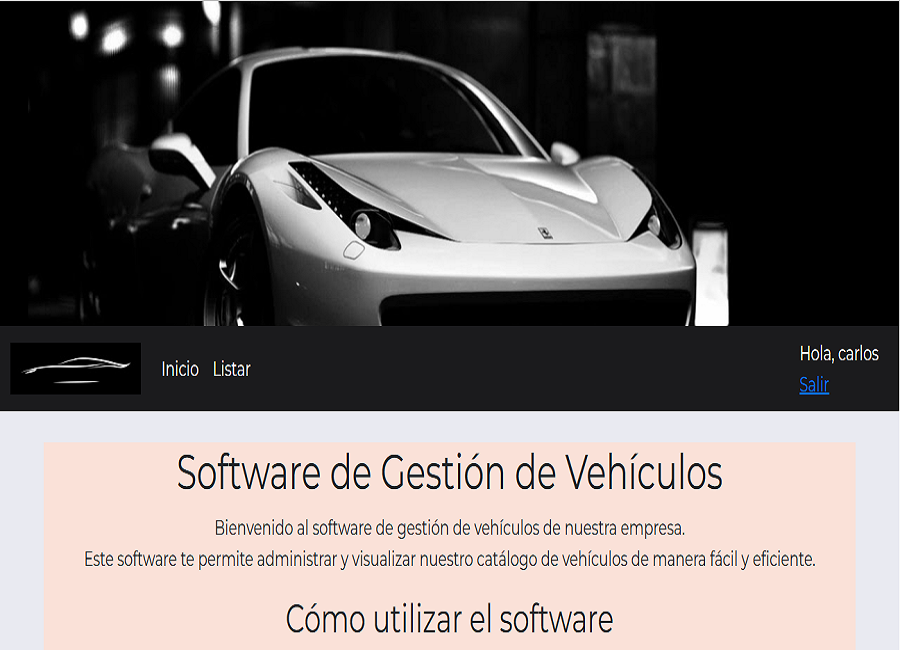 Inicio Listar
Hola, carlos
Salir
Software de Gestión de Vehículos
Bienvenido al software de gestión de vehículos de nuestra empresa.
Este software te permite administrar y visualizar nuestro catálogo de vehículos de manera fácil y eficiente.
Cómo utilizar el software